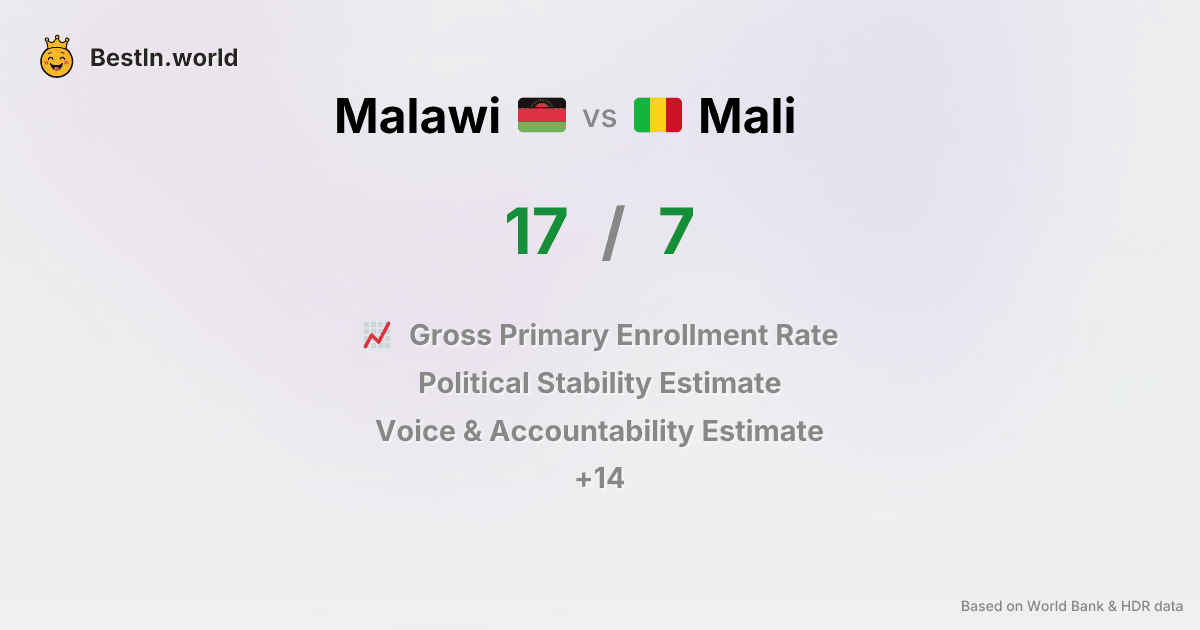 BestIn.world
Malawi vs Mali
17 / 7
Gross Primary Enrollment Rate
Political Stability Estimate
Voice & Accountability Estimate
+14
Based on World Bank & HDR data